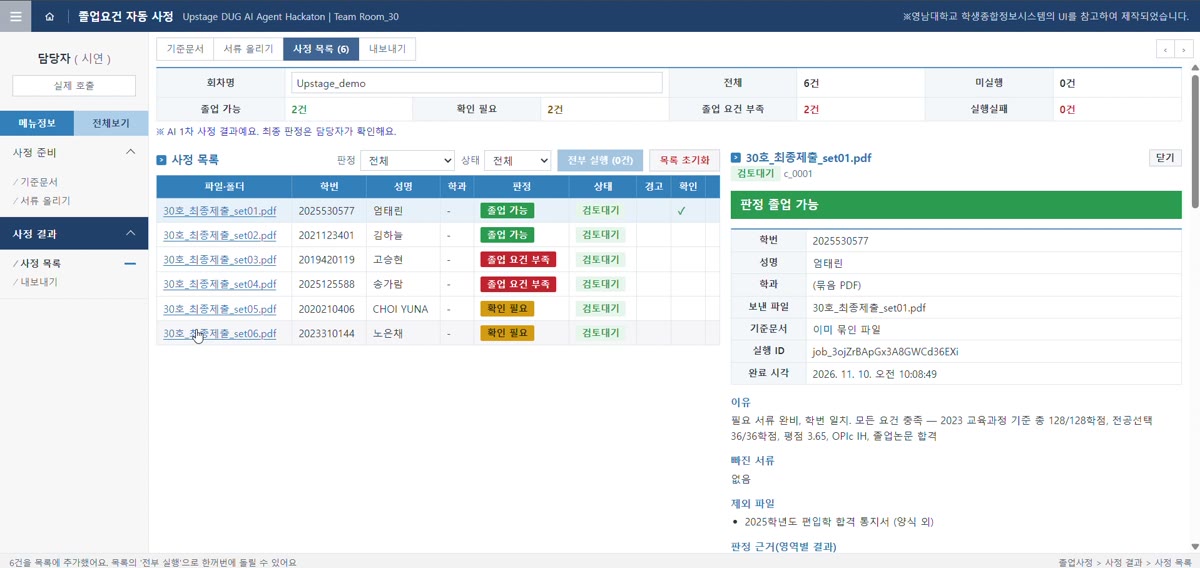 졸업요건 자동 사정 Upstage DUG AI Agent Hackaton | Team Room_30 ※영남대학교 학생종합정보시스템의 UI를 참고하여 제작되었습니다.
담당자 ( 시연 )
실제 호출
메뉴정보 전체보기
사정 준비
/ 기준문서
/ 서류 올리기
사정 결과
/ 사정 목록
/ 내보내기
기준문서 서류 올리기 사정 목록 (6) 내보내기
회차명 Upstage_demo 전체 6건 미실행 0건
졸업 가능 2건 확인 필요 2건 졸업 요건 부족 2건 실행실패 0건
※ AI 1차 사정 결과예요. 최종 판정은 담당자가 확인해요.
사정 목록 판정 전체 상태 전체 전부 실행 (0건) 목록 초기화
파일·폴더 학번 성명 학과 판정 상태 경고 확인
30호_최종제출_set01.pdf 2025530577 엄태린 - 졸업 가능 검토대기 ✓
30호_최종제출_set02.pdf 2021123401 김하늘 - 졸업 가능 검토대기
30호_최종제출_set03.pdf 2019420119 고승현 - 졸업 요건 부족 검토대기
30호_최종제출_set04.pdf 2025125588 송가람 - 졸업 요건 부족 검토대기
30호_최종제출_set05.pdf 2020210406 CHOI YUNA - 확인 필요 검토대기
30호_최종제출_set06.pdf 2023310144 노은채 - 확인 필요 검토대기
30호_최종제출_set01.pdf 닫기
검토대기 c_0001
판정 졸업 가능
학번 2025530577
성명 엄태린
학과 (묶음 PDF)
보낸 파일 30호_최종제출_set01.pdf
기준문서 이미 묶인 파일
실행 ID job_3ojZrBApGx3A8GWCd36EXi
완료 시각 2026. 11. 10. 오전 10:08:49
이유
필요 서류 완비, 학번 일치. 모든 요건 충족 — 2023 교육과정 기준 총 128/128학점, 전공선택
36/36학점, 평점 3.65, OPIc IH, 졸업논문 합격
빠진 서류
없음
제외 파일
• 2025학년도 편입학 합격 통지서 (양식 외)
판정 근거(영역별 결과)
6건을 목록에 추가했어요. 목록의 '전부 실행'으로 한꺼번에 돌릴 수 있어요 졸업사정 > 사정 결과 > 사정 목록